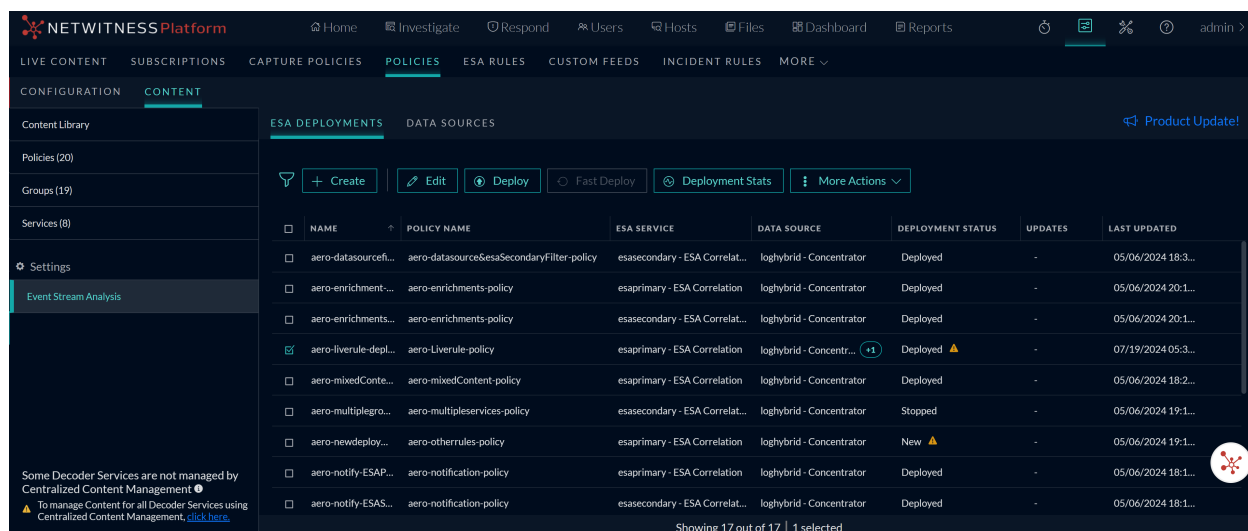 NETWITNESS Platform Home Investigate Respond Users Hosts Files Dashboard Reports admin >
LIVE CONTENT SUBSCRIPTIONS CAPTURE POLICIES POLICIES ESA RULES CUSTOM FEEDS INCIDENT RULES MORE
CONFIGURATION CONTENT
Content Library
Policies (20)
Groups (19)
Services (8)
Settings
Event Stream Analysis
Some Decoder Services are not managed by
Centralized Content Management
To manage Content for all Decoder Services using
Centralized Content Management, click here.
ESA DEPLOYMENTS DATA SOURCES Product Update!
+ Create Edit Deploy Fast Deploy Deployment Stats More Actions
NAME ↑ POLICY NAME ESA SERVICE DATA SOURCE DEPLOYMENT STATUS UPDATES LAST UPDATED
aero-datasourcefi... aero-datasource&esaSecondaryFilter-policy esasecondary - ESA Correlat... loghybrid - Concentrator Deployed - 05/06/2024 18:3...
aero-enrichment-... aero-enrichments-policy esaprimary - ESA Correlation loghybrid - Concentrator Deployed - 05/06/2024 20:1...
aero-enrichments... aero-enrichments-policy esasecondary - ESA Correlat... loghybrid - Concentrator Deployed - 05/06/2024 20:1...
aero-liverule-depl... aero-Liverule-policy esaprimary - ESA Correlation loghybrid - Concentr... +1 Deployed - 07/19/2024 05:3...
aero-mixedConte... aero-mixedContent-policy esaprimary - ESA Correlation loghybrid - Concentrator Deployed - 05/06/2024 18:2...
aero-multiplegro... aero-multipleservices-policy esasecondary - ESA Correlat... loghybrid - Concentrator Stopped - 05/06/2024 19:1...
aero-newdeploy... aero-otherrules-policy esaprimary - ESA Correlation loghybrid - Concentrator New - 05/06/2024 19:1...
aero-notify-ESAP... aero-notification-policy esaprimary - ESA Correlation loghybrid - Concentrator Deployed - 05/06/2024 18:1...
aero-notify-ESAS... aero-notification-policy esasecondary - ESA Correlat... loghybrid - Concentrator Deployed - 05/06/2024 18:1...
Showing 17 out of 17 | 1 selected